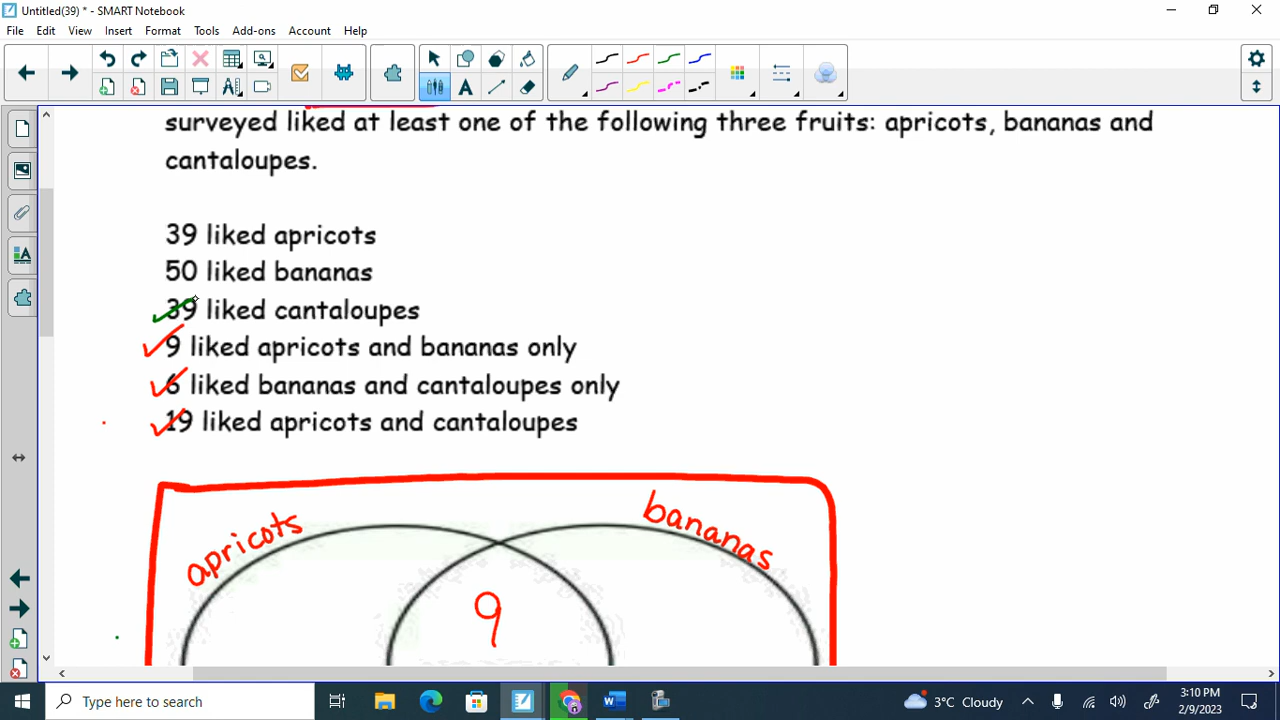 Untitled(39) * - SMART Notebook
File Edit View Insert Format Tools Add-ons Account Help
surveyed liked at least one of the following three fruits: apricots, bananas and
cantaloupes.
39 liked apricots
50 liked bananas
39 liked cantaloupes
9 liked apricots and bananas only
6 liked bananas and cantaloupes only
19 liked apricots and cantaloupes
apricots bananas
9
Type here to search
3°C Cloudy
3:10 PM
2/9/2023